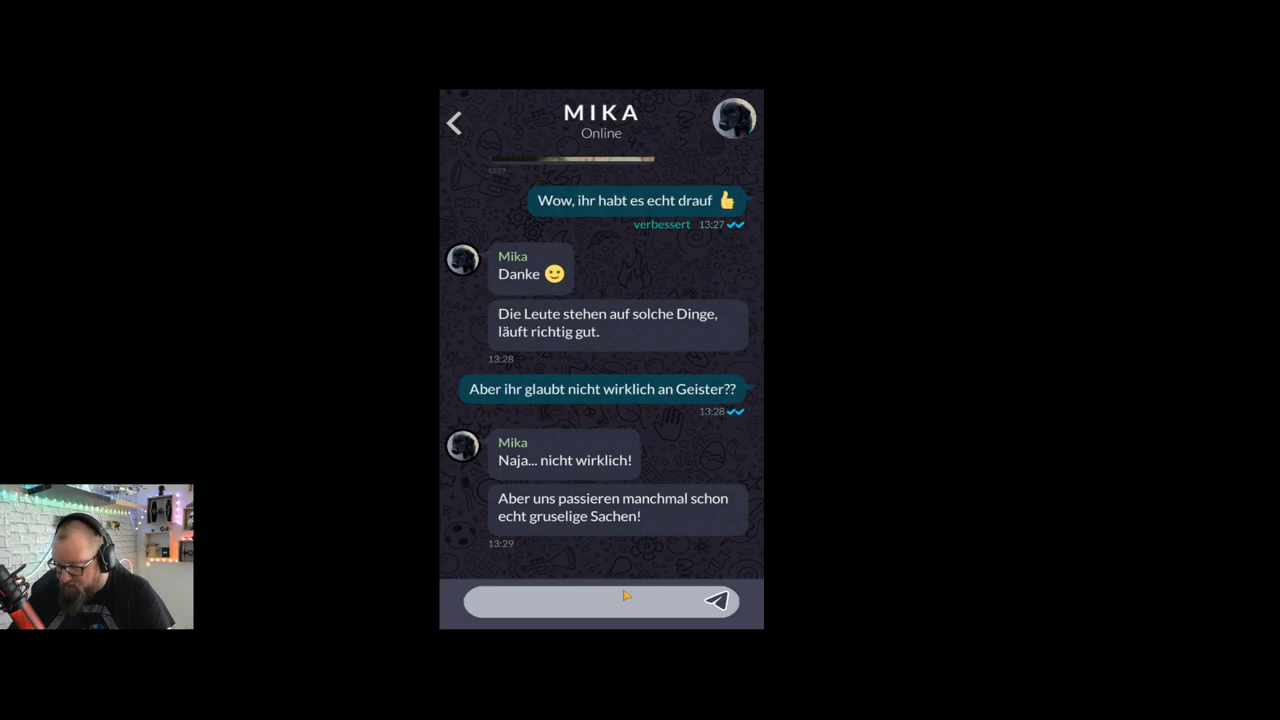 MIKA
Online
13:27
Wow, ihr habt es echt drauf 👍
verbessert 13:27
Mika
Danke 🙂
Die Leute stehen auf solche Dinge,
läuft richtig gut.
13:28
Aber ihr glaubt nicht wirklich an Geister??
13:28
Mika
Naja... nicht wirklich!
Aber uns passieren manchmal schon
echt gruselige Sachen!
13:29